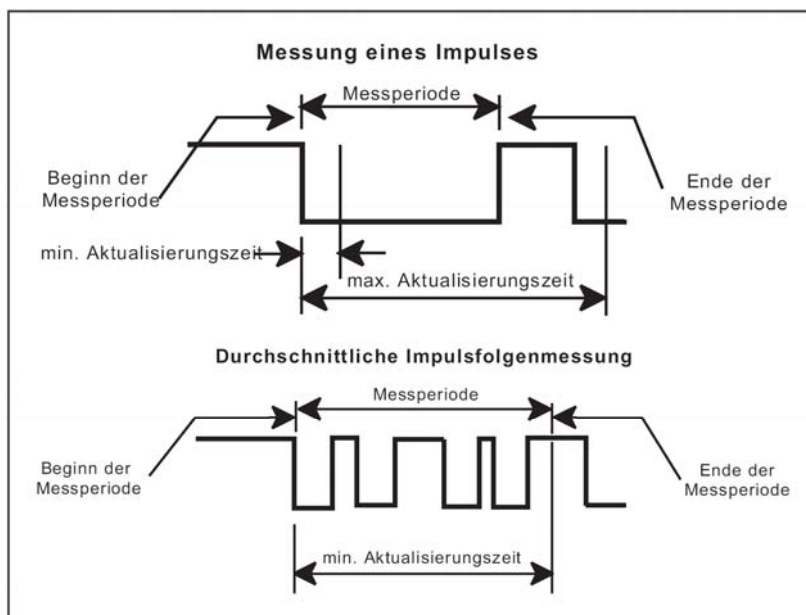 Messung eines Impulses
Messperiode
Beginn der
Messperiode
Ende der
Messperiode
min. Aktualisierungszeit
max. Aktualisierungszeit
Durchschnittliche Impulsfolgenmessung
Messperiode
Beginn der
Messperiode
Ende der
Messperiode
min. Aktualisierungszeit